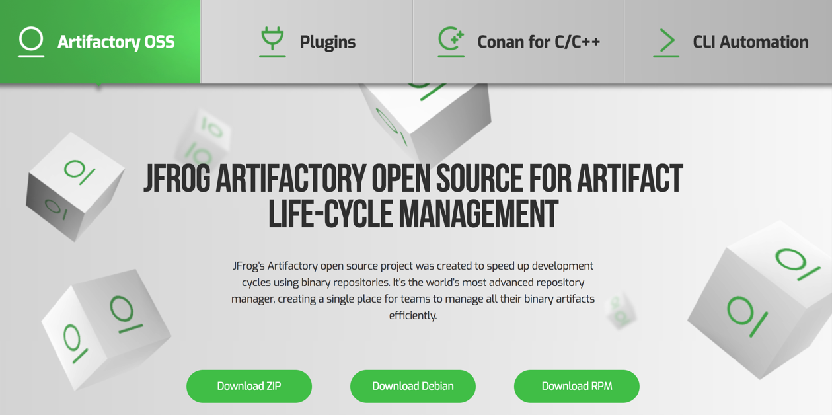 Artifactory OSS
Plugins
Conan for C/C++
CLI Automation
JFROG ARTIFACTORY OPEN SOURCE FOR ARTIFACT
LIFE-CYCLE MANAGEMENT
JFrog's Artifactory open source project was created to speed up development
cycles using binary repositories. It's the world's most advanced repository
manager, creating a single place for teams to manage all their binary artifacts
efficiently.
Download ZIP
Download Debian
Download RPM